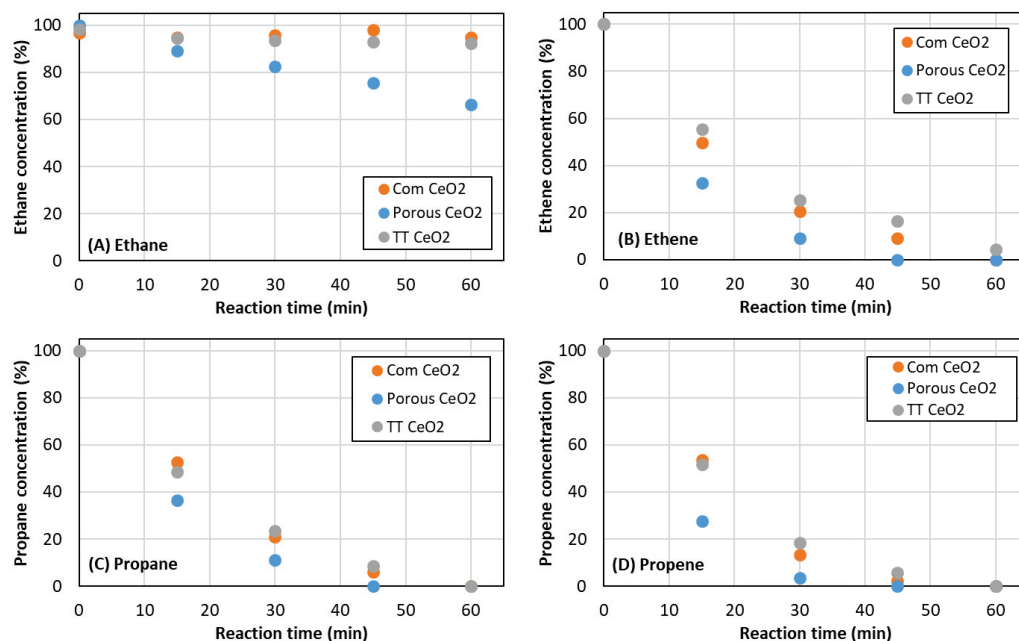 Ethane concentration (%)
100
80
60
40
20
0
Com CeO2
Porous CeO2
TT CeO2
(A) Ethane
0 10 20 30 40 50 60
Reaction time (min)
Ethene concentration (%)
100
80
60
40
20
0
Com CeO2
Porous CeO2
TT CeO2
(B) Ethene
0 10 20 30 40 50 60
Reaction time (min)
Propane concentration (%)
100
80
60
40
20
0
Com CeO2
Porous CeO2
TT CeO2
(C) Propane
0 10 20 30 40 50 60
Reaction time (min)
Propene concentration (%)
100
80
60
40
20
0
Com CeO2
Porous CeO2
TT CeO2
(D) Propene
0 10 20 30 40 50 60
Reaction time (min)